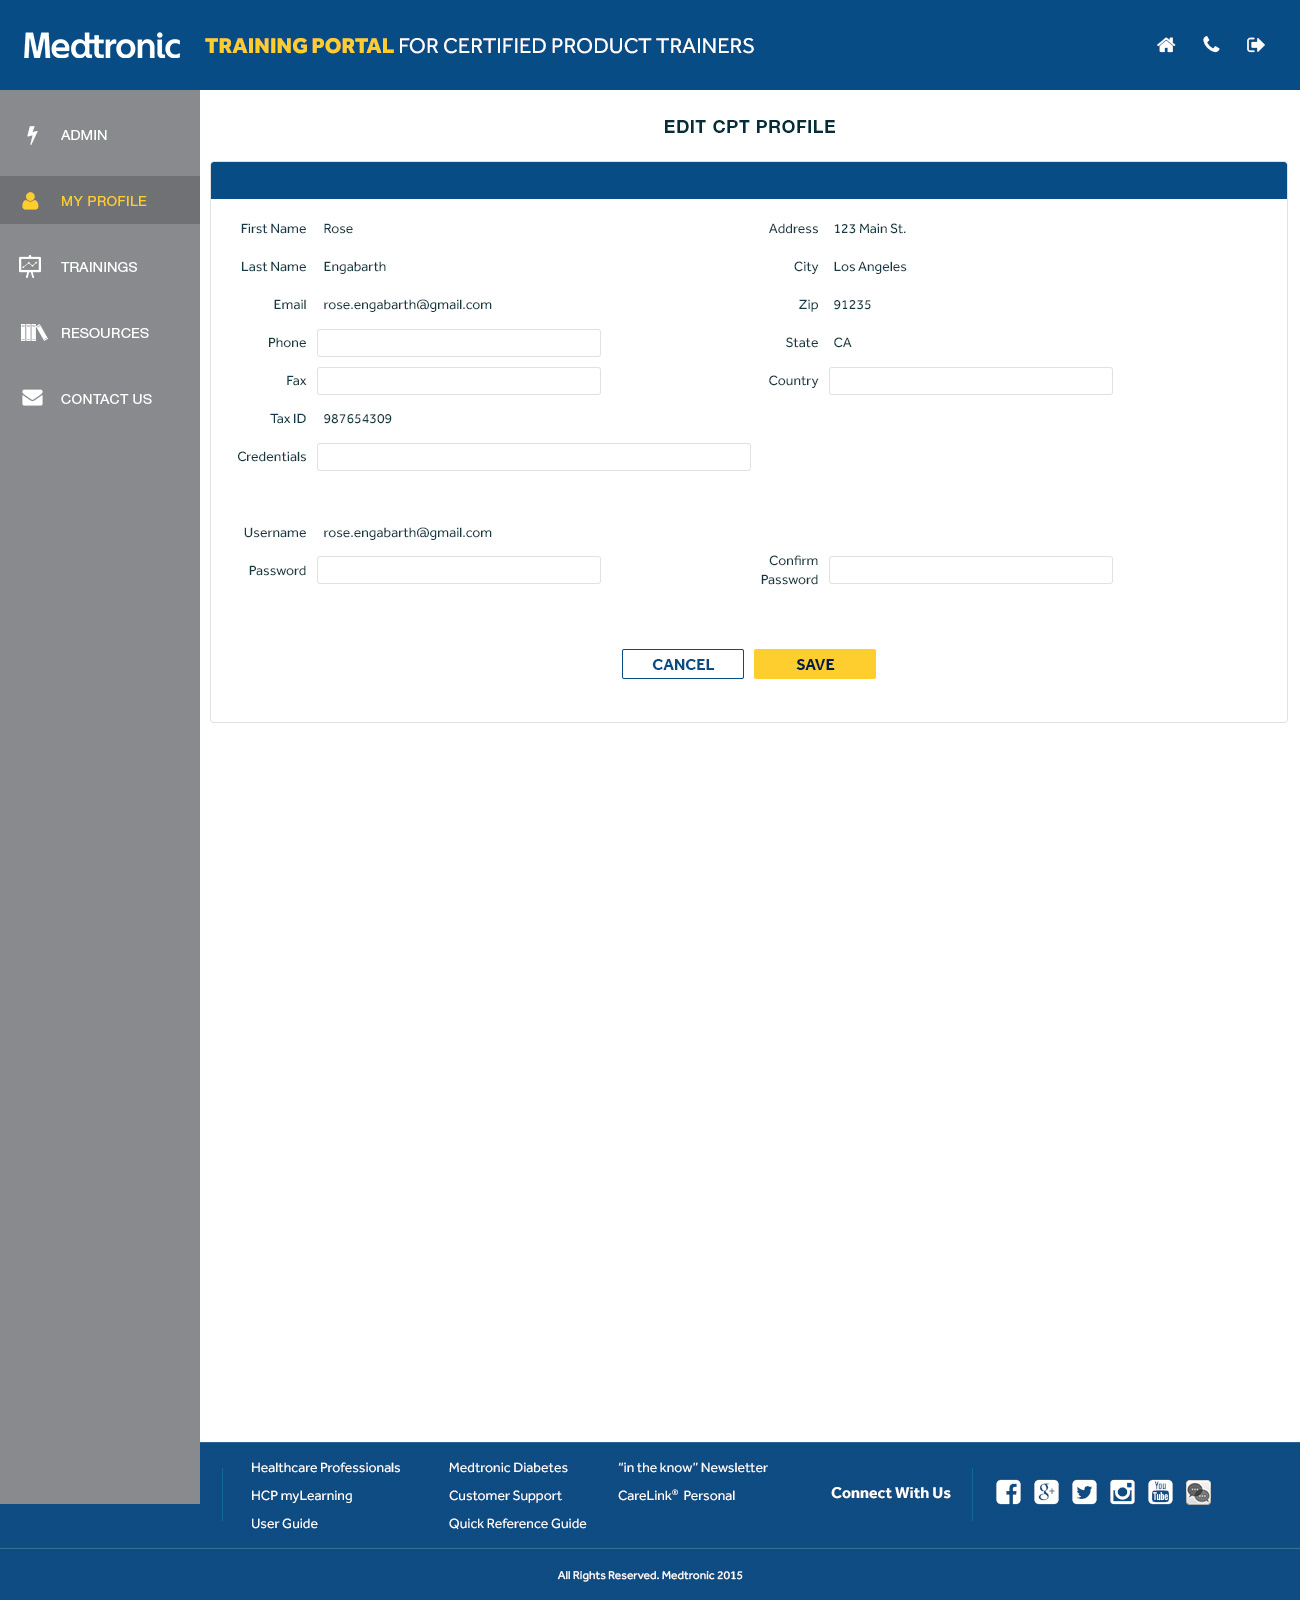 Medtronic
TRAINING PORTAL FOR CERTIFIED PRODUCT TRAINERS
ADMIN
MY PROFILE
TRAININGS
RESOURCES
CONTACT US
EDIT CPT PROFILE
First Name Rose
Last Name Engabarth
Email rose.engabarth@gmail.com
Phone
Fax
Tax ID 987654309
Credentials
Address 123 Main St.
City Los Angeles
Zip 91235
State CA
Country
Username rose.engabarth@gmail.com
Password
Confirm
Password
CANCEL
SAVE
Healthcare Professionals
HCP myLearning
User Guide
Medtronic Diabetes
Customer Support
Quick Reference Guide
“in the know” Newsletter
CareLink® Personal
Connect With Us
You
Tube
All Rights Reserved. Medtronic 2015